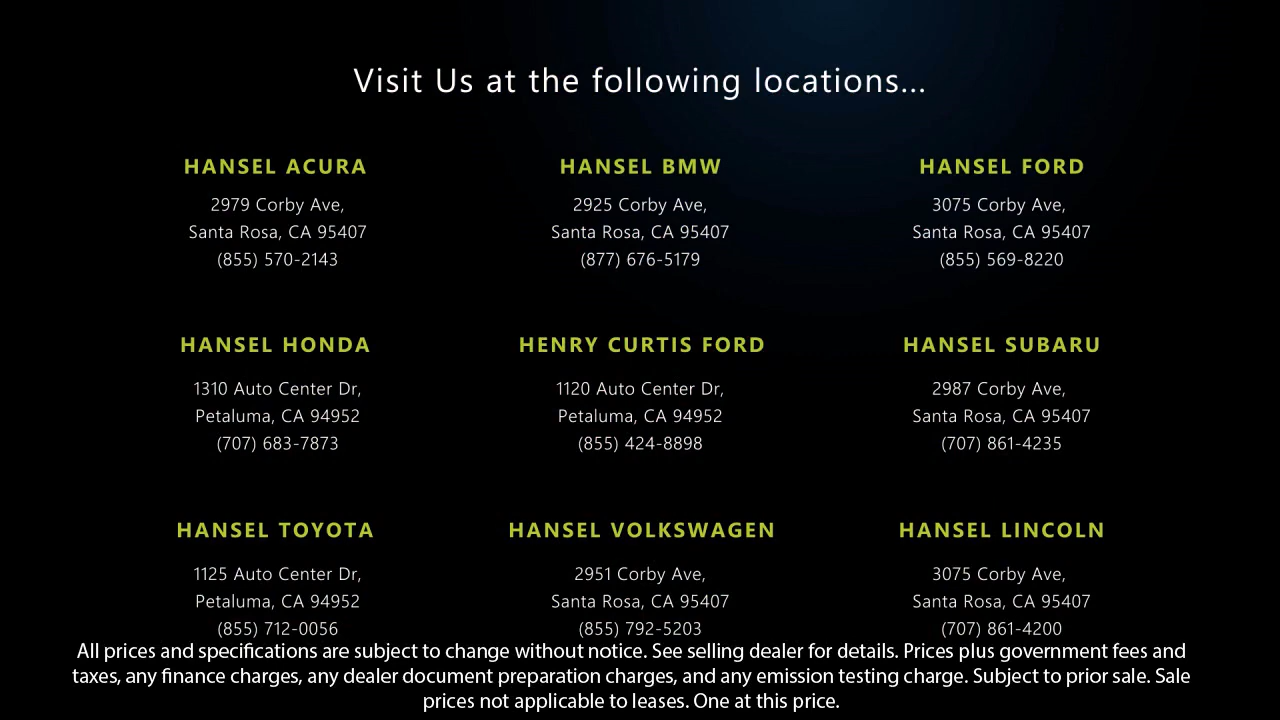 Visit Us at the following locations...
HANSEL ACURA
2979 Corby Ave,
Santa Rosa, CA 95407
(855) 570-2143
HANSEL BMW
2925 Corby Ave,
Santa Rosa, CA 95407
(877) 676-5179
HANSEL FORD
3075 Corby Ave,
Santa Rosa, CA 95407
(855) 569-8220
HANSEL HONDA
1310 Auto Center Dr,
Petaluma, CA 94952
(707) 683-7873
HENRY CURTIS FORD
1120 Auto Center Dr,
Petaluma, CA 94952
(855) 424-8898
HANSEL SUBARU
2987 Corby Ave,
Santa Rosa, CA 95407
(707) 861-4235
HANSEL TOYOTA
1125 Auto Center Dr,
Petaluma, CA 94952
(855) 712-0056
HANSEL VOLKSWAGEN
2951 Corby Ave,
Santa Rosa, CA 95407
(855) 792-5203
HANSEL LINCOLN
3075 Corby Ave,
Santa Rosa, CA 95407
(707) 861-4200
All prices and specifications are subject to change without notice. See selling dealer for details. Prices plus government fees and
taxes, any finance charges, any dealer document preparation charges, and any emission testing charge. Subject to prior sale. Sale
prices not applicable to leases. One at this price.